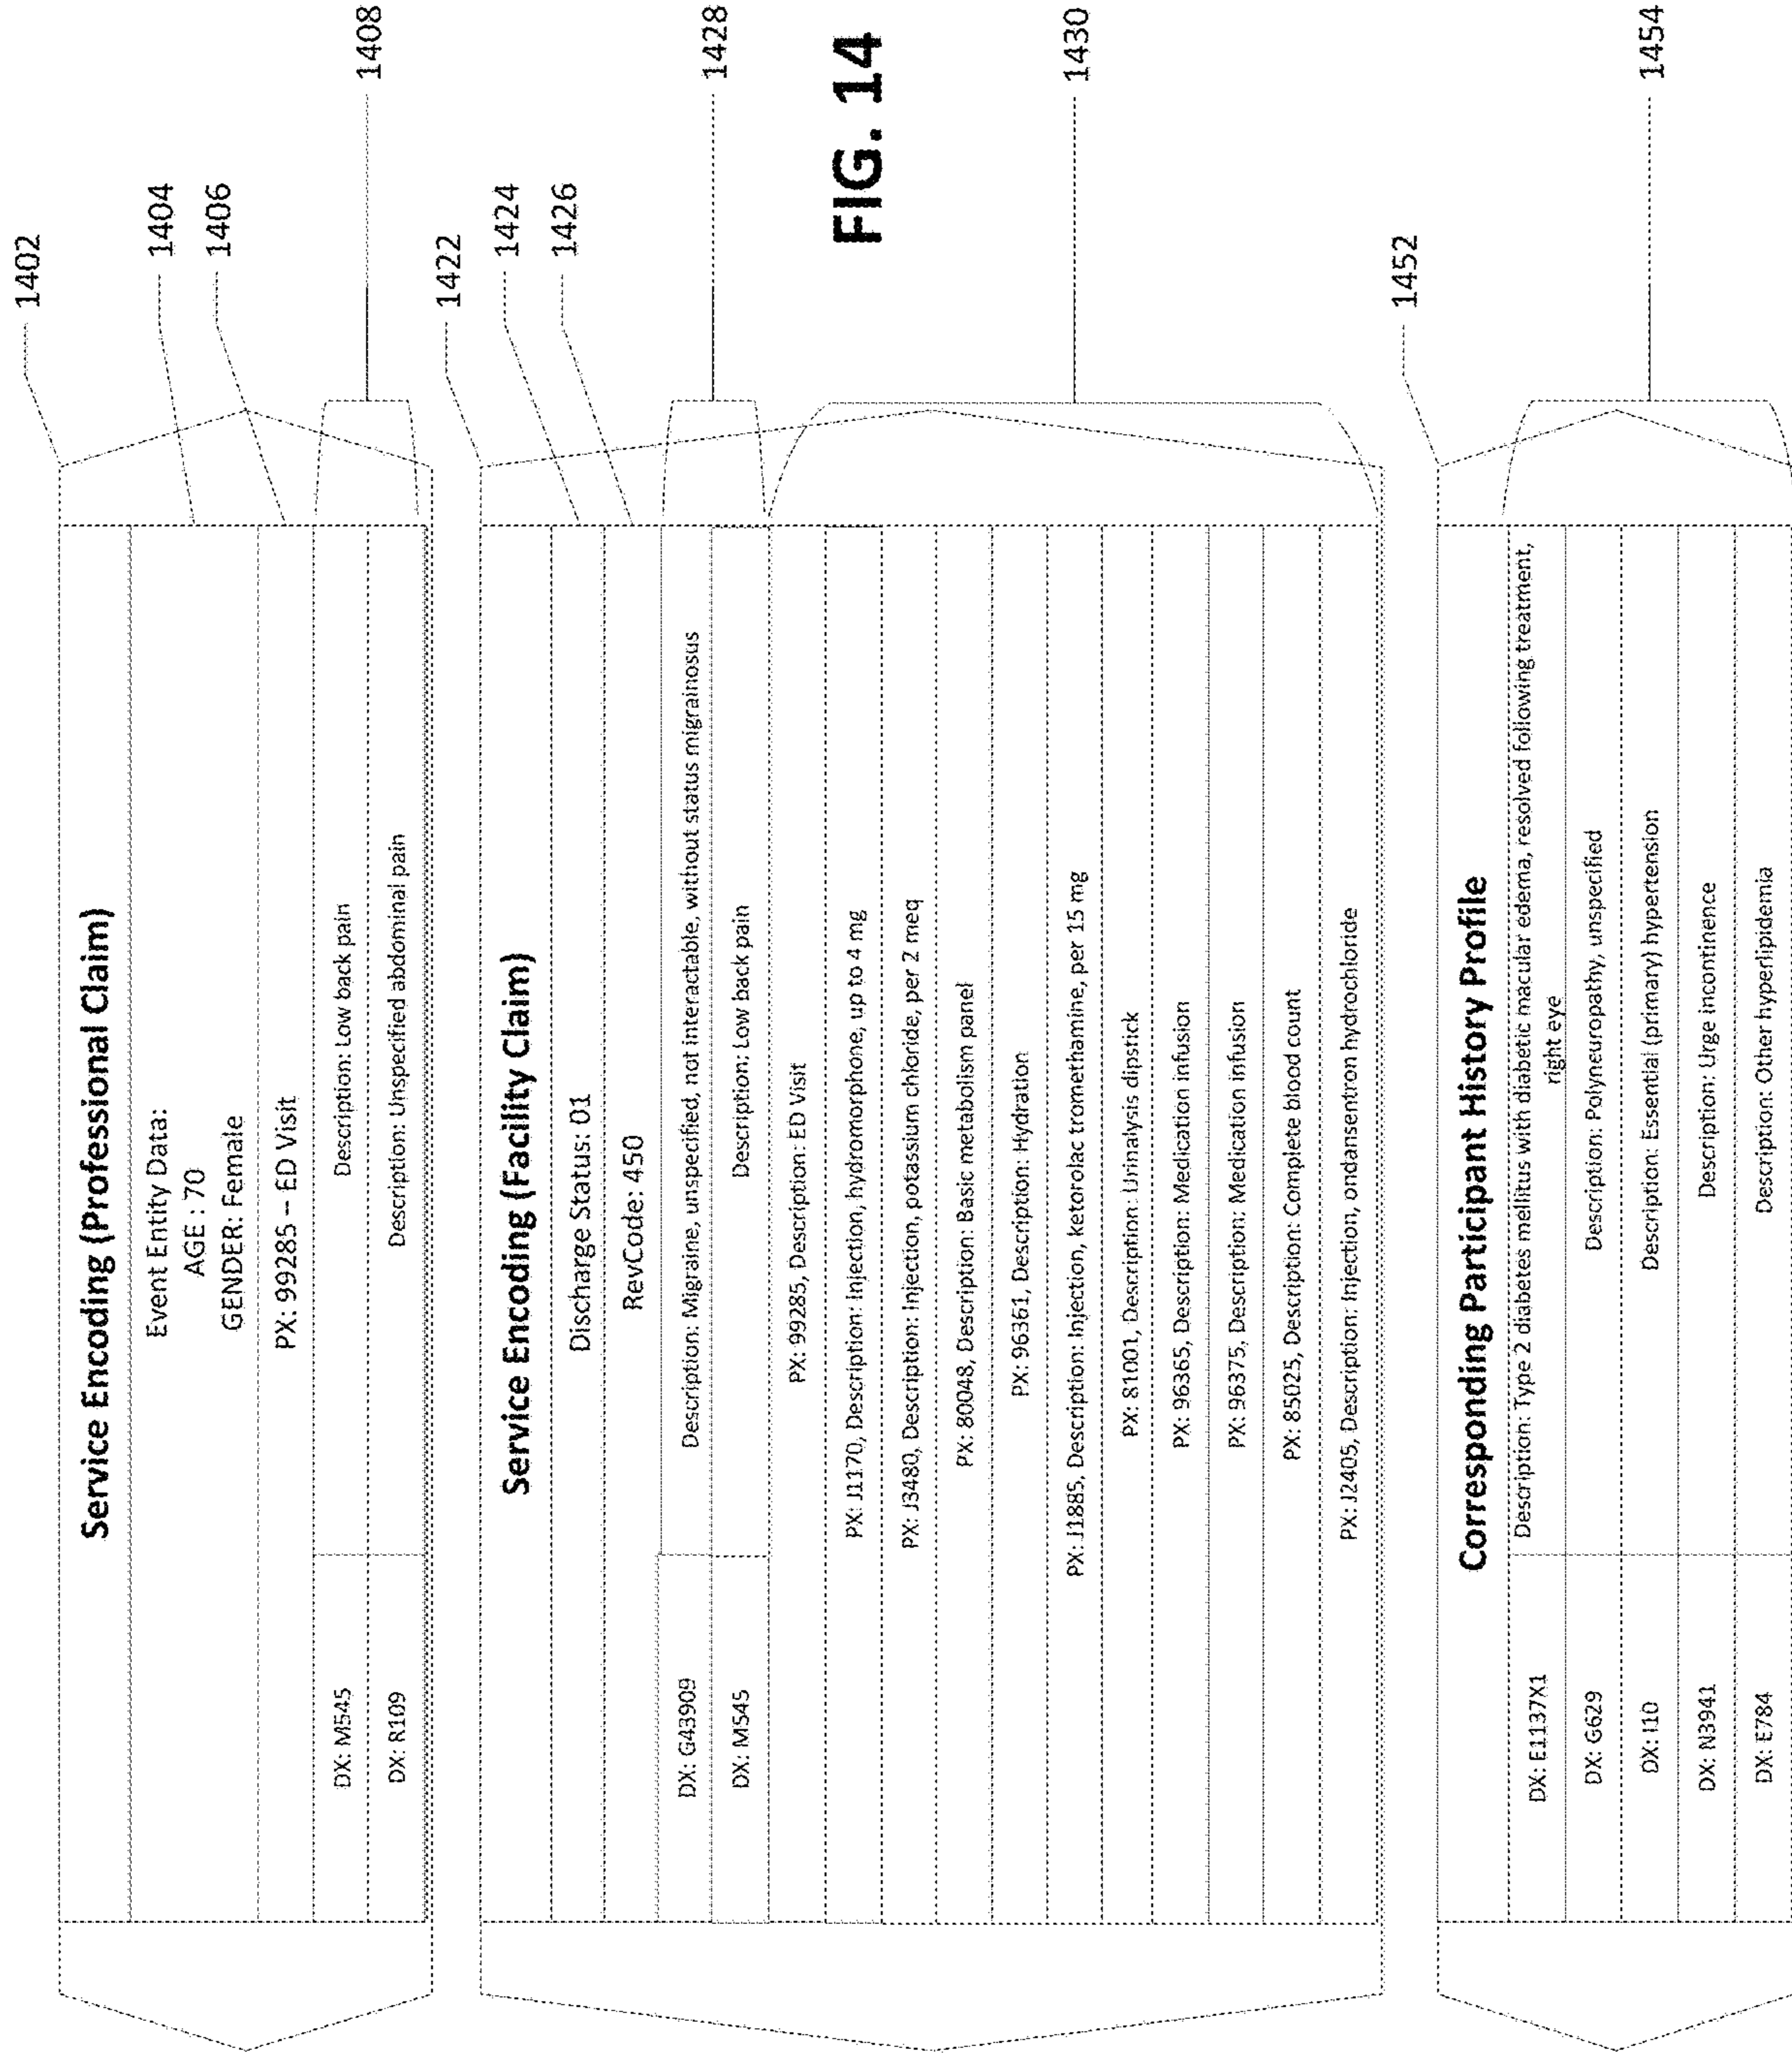 1402
Service Encoding (Professional Claim)
Event Entity Data:
AGE : 70
GENDER: Female
1404
PX: 99285 – ED Visit
1406
DX: M545 Description: Low back pain
DX: R109 Description: Unspecified abdominal pain
1408
1422
Service Encoding (Facility Claim)
Discharge Status: 01
1424
RevCode: 450
1426
DX: G43909 Description: Migraine, unspecified, not interactable, without status migrainosus
DX: M545 Description: Low back pain
1428
PX: 99285, Description: ED Visit
PX: J1170, Description: Injection, hydromorphone, up to 4 mg
PX: J3480, Description: Injection, potassium chloride, per 2 meq
PX: 80048, Description: Basic metabolism panel
PX: 96361, Description: Hydration
PX: J1885, Description: Injection, ketorolac tromethamine, per 15 mg
PX: 81001, Description: Urinalysis dipstick
PX: 96365, Description: Medication infusion
PX: 96375, Description: Medication infusion
PX: 85025, Description: Complete blood count
PX: J2405, Description: Injection, ondansentron hydrochloride
1430
FIG. 14
1452
Corresponding Participant History Profile
DX: E1137X1 Description: Type 2 diabetes mellitus with diabetic macular edema, resolved following treatment,
right eye
DX: G629 Description: Polyneuropathy, unspecified
DX: I10 Description: Essential (primary) hypertension
DX: N3941 Description: Urge incontinence
DX: E784 Description: Other hyperlipidemia
1454